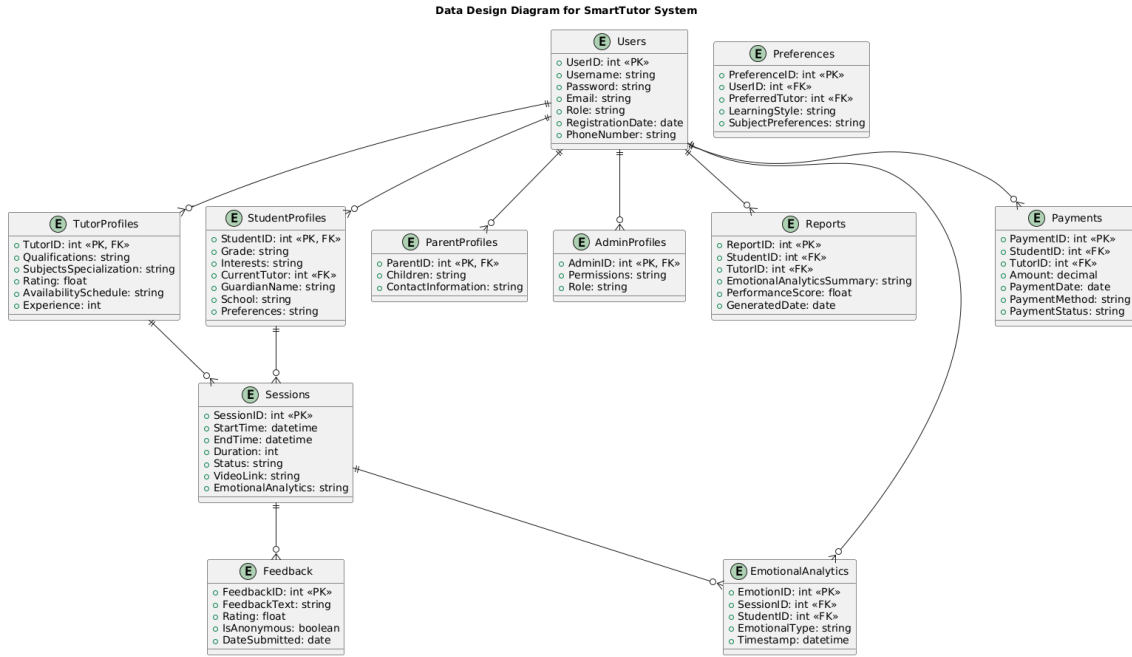 Data Design Diagram for SmartTutor System
E Users
UserID: int «PK»
Username: string
Password: string
Email: string
Role: string
RegistrationDate: date
PhoneNumber: string
E Preferences
PreferenceID: int «PK»
UserID: int «FK»
PreferredTutor: int «FK»
LearningStyle: string
SubjectPreferences: string
E TutorProfiles
TutorID: int «PK, FK»
Qualifications: string
SubjectsSpecialization: string
Rating: float
AvailabilitySchedule: string
Experience: int
E StudentProfiles
StudentID: int «PK, FK»
Grade: string
Interests: string
CurrentTutor: int «FK»
GuardianName: string
School: string
Preferences: string
E ParentProfiles
ParentID: int «PK, FK»
Children: string
ContactInformation: string
E AdminProfiles
AdminID: int «PK, FK»
Permissions: string
Role: string
E Reports
ReportID: int «PK»
StudentID: int «FK»
TutorID: int «FK»
EmotionalAnalyticsSummary: string
PerformanceScore: float
GeneratedDate: date
E Payments
PaymentID: int «PK»
StudentID: int «FK»
TutorID: int «FK»
Amount: decimal
PaymentDate: date
PaymentMethod: string
PaymentStatus: string
E Sessions
SessionID: int «PK»
StartTime: datetime
EndTime: datetime
Duration: int
Status: string
VideoLink: string
EmotionalAnalytics: string
E Feedback
FeedbackID: int «PK»
FeedbackText: string
Rating: float
IsAnonymous: boolean
DateSubmitted: date
E EmotionalAnalytics
EmotionID: int «PK»
SessionID: int «FK»
StudentID: int «FK»
EmotionalType: string
Timestamp: datetime